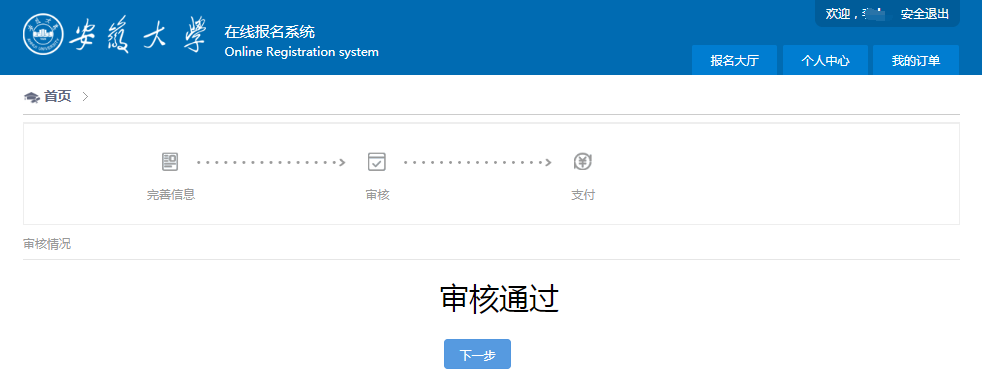 欢迎，李 安全退出
安徽大学
在线报名系统
Online Registration system
报名大厅 个人中心 我的订单
首页
完善信息 审核 支付
审核情况
审核通过
下一步